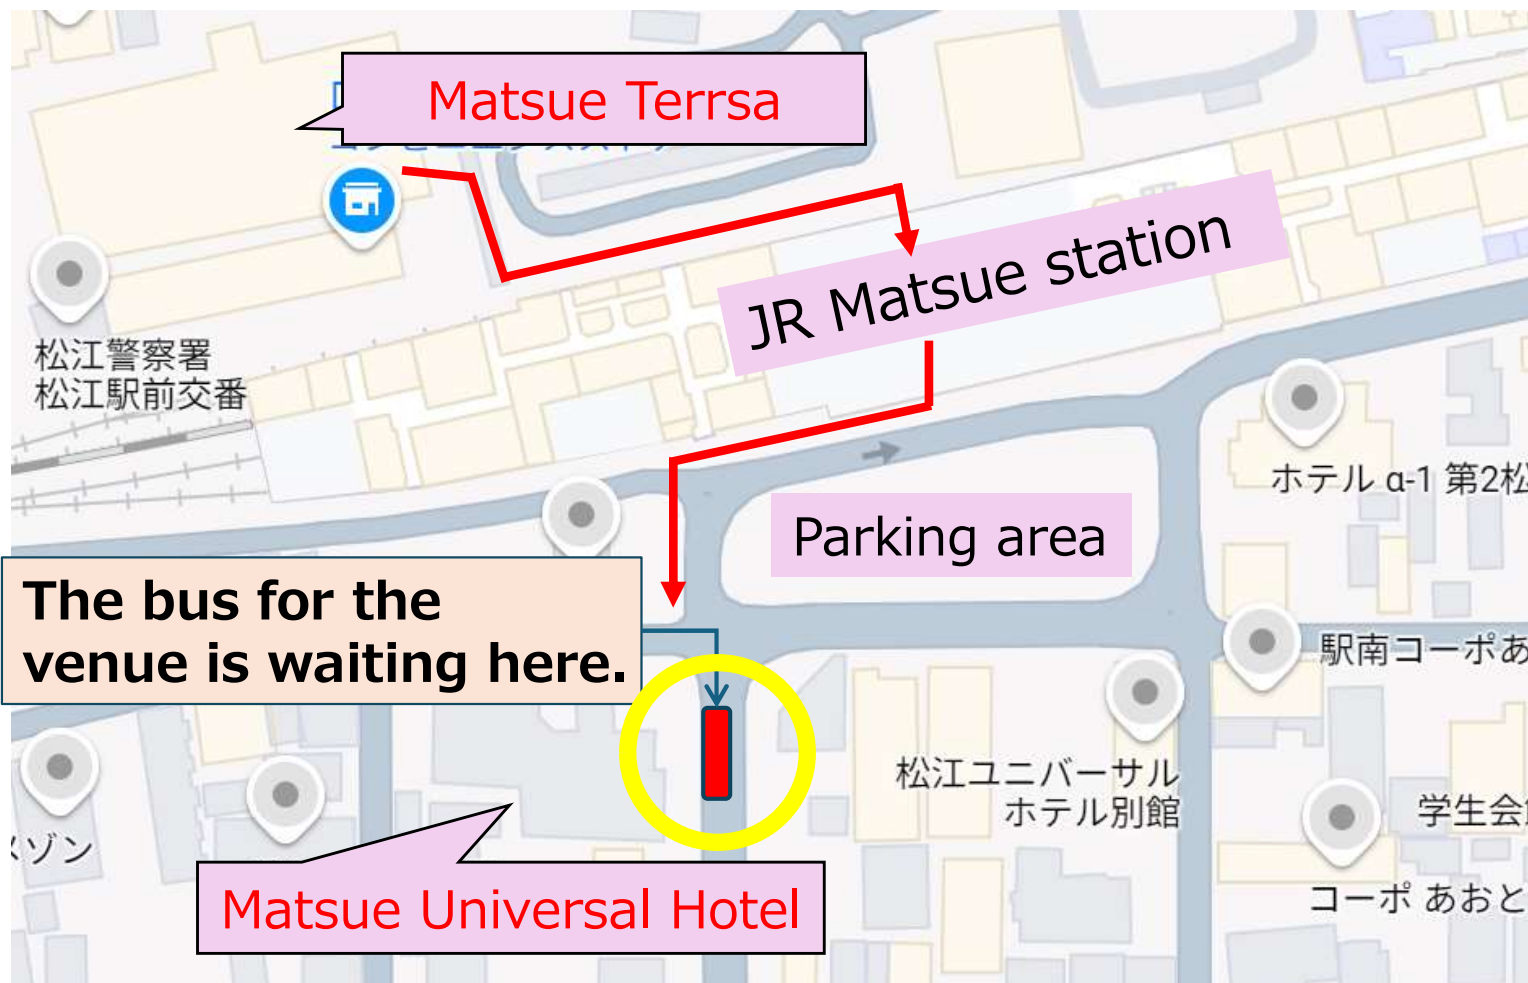 Matsue Terrsa
JR Matsue station
松江警察署
松江駅前交番
ホテル α-1 第2松
Parking area
The bus for the
venue is waiting here.
駅南コーポあ
松江ユニバーサル
ホテル別館
学生会
メゾン
Matsue Universal Hotel
コーポ あおと